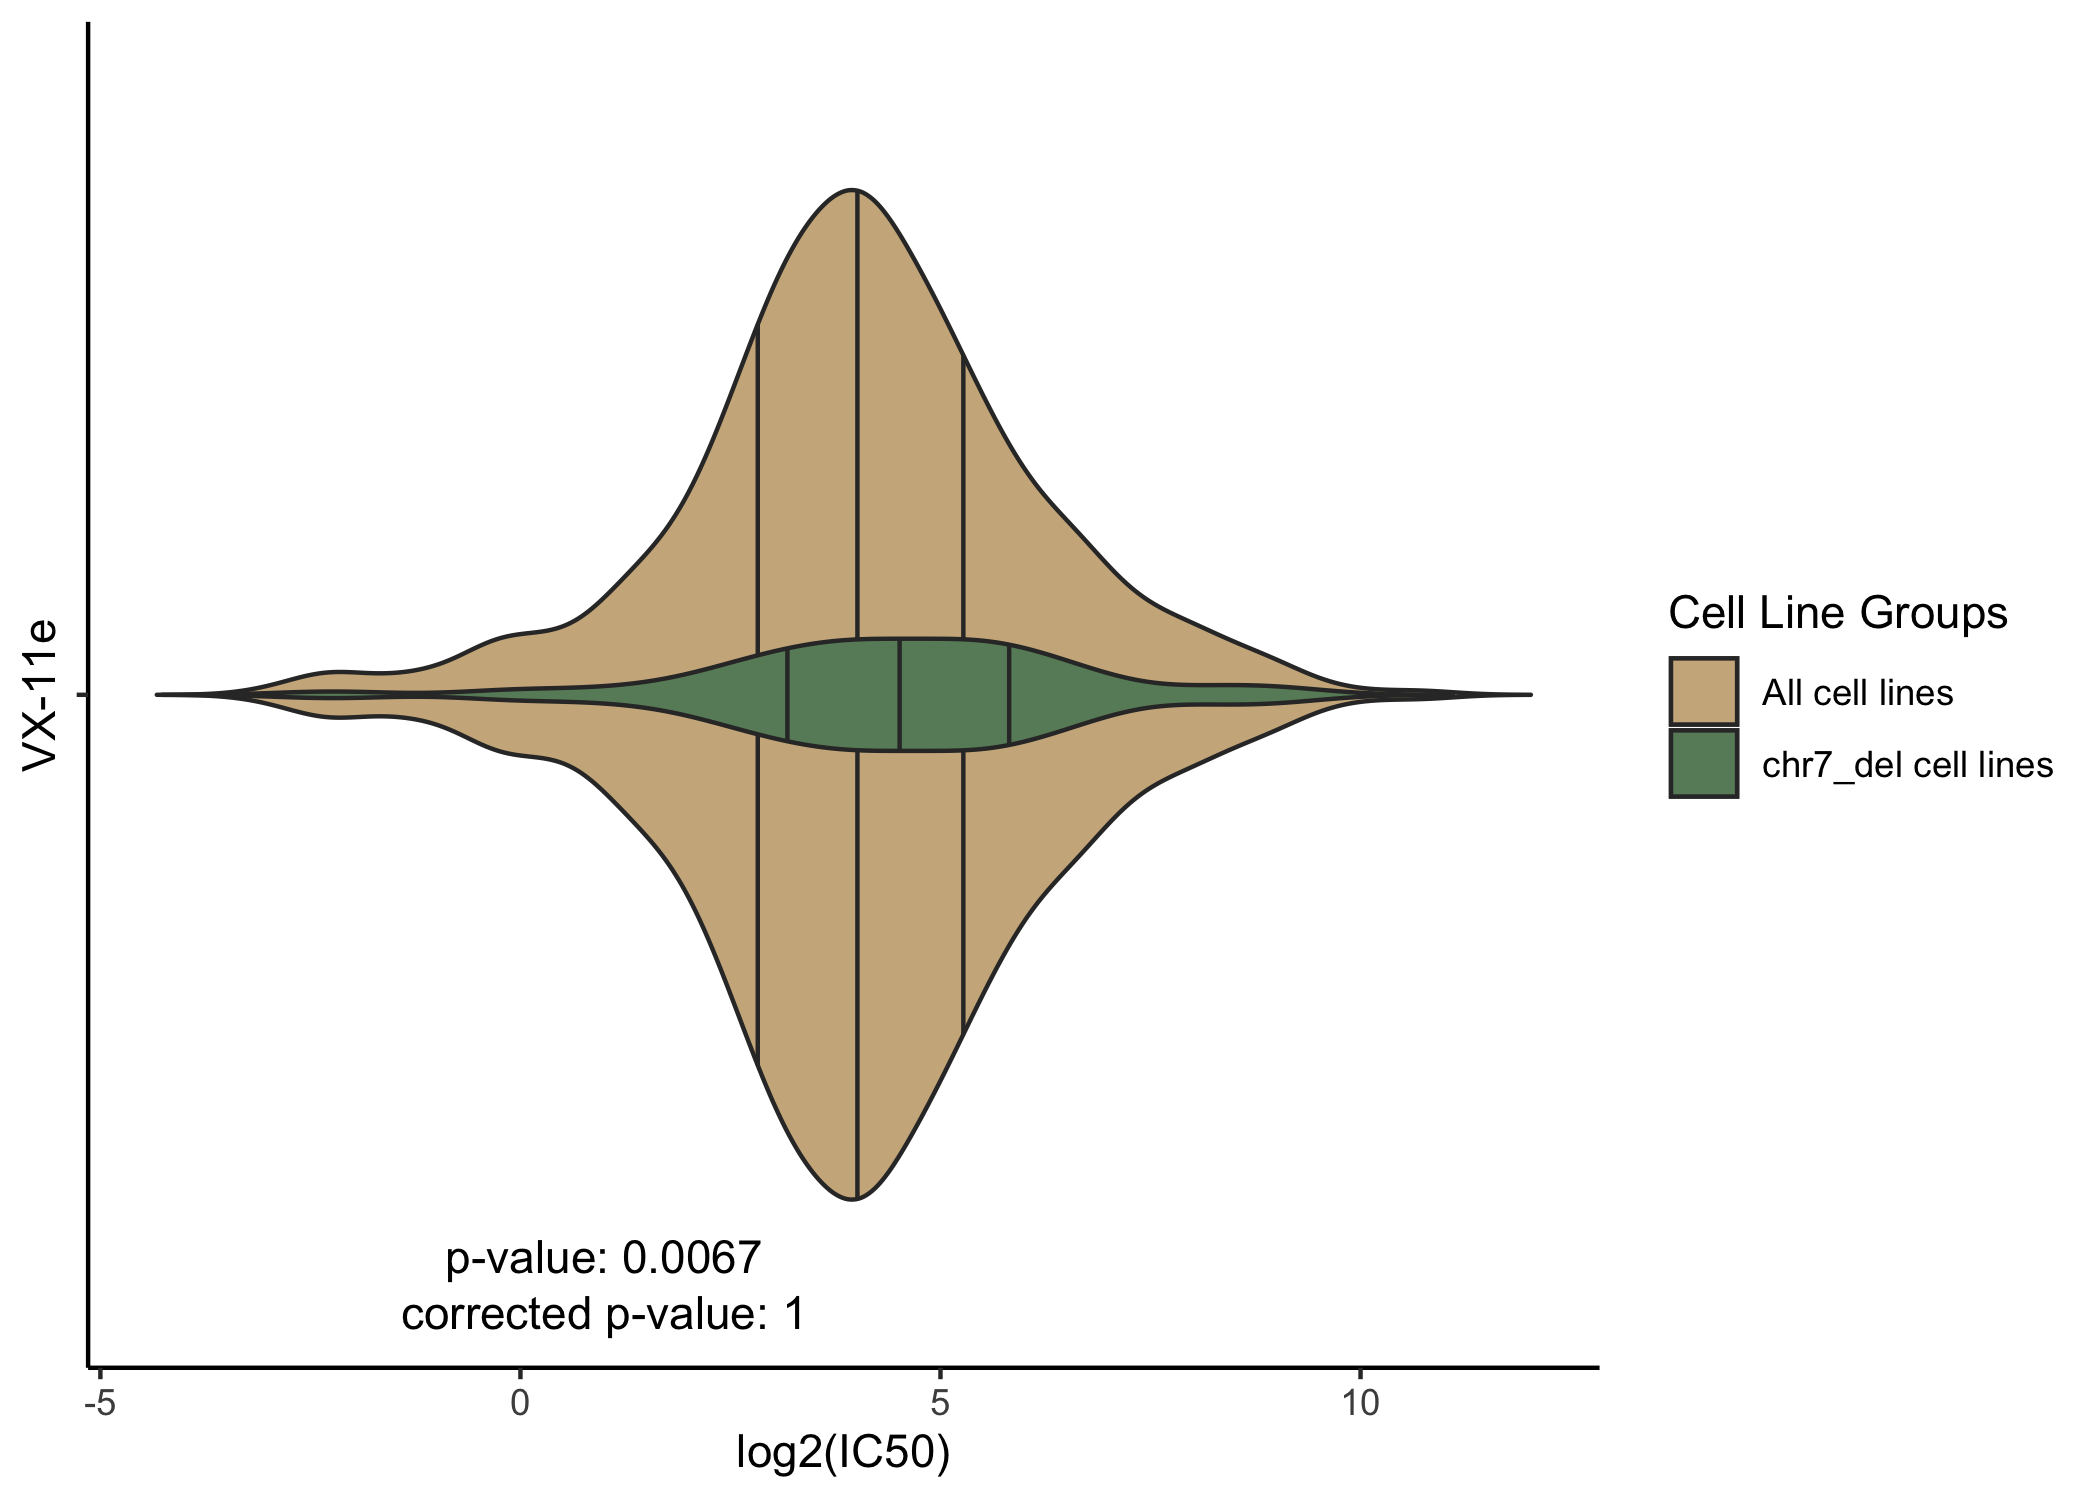 VX-11e
Cell Line Groups
All cell lines
chr7_del cell lines
p-value: 0.0067
corrected p-value: 1
-5 0 5 10
log2(IC50)